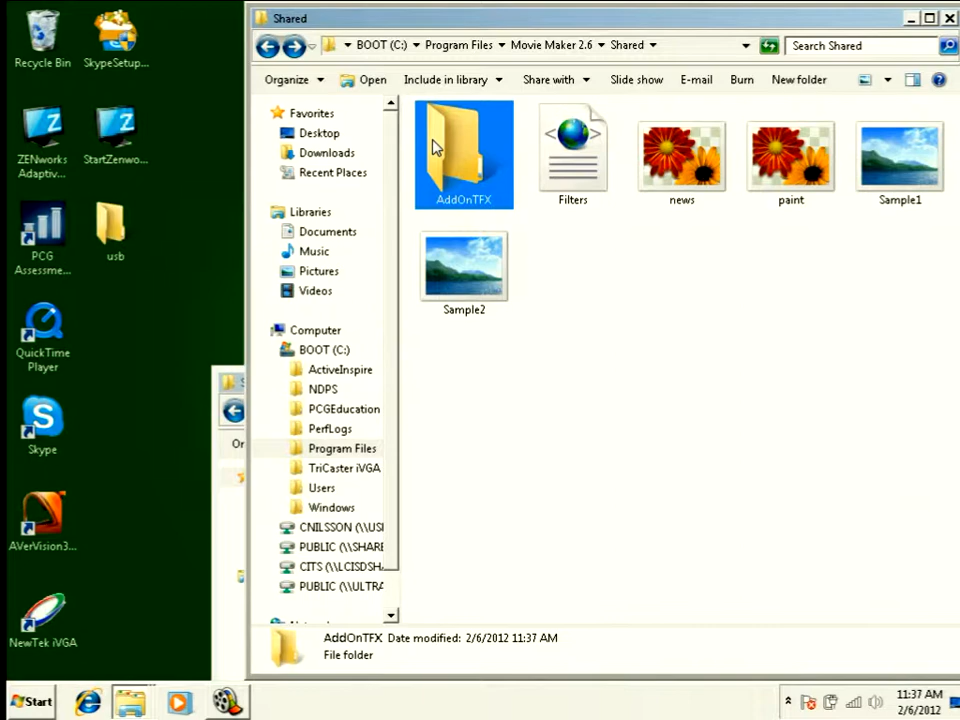 Shared
BOOT (C:) Program Files Movie Maker 2.6 Shared
Search Shared
Organize Open Include in library Share with Slide show E-mail Burn New folder
Recycle Bin
SkypeSetup...
ZENworks
Adaptiv...
StartZenwo...
PCG
Assessme...
usb
QuickTime
Player
Skype
AVerVision3...
NewTek iVGA
Or
Favorites
Desktop
Downloads
Recent Places
Libraries
Documents
Music
Pictures
Videos
Computer
BOOT (C:)
ActiveInspire
NDPS
PCGEducation
PerfLogs
Program Files
TriCaster iVGA
Users
Windows
CNILSSON (\\USI
PUBLIC (\\SHARE
CITS (\\LCISDSH
PUBLIC (\\ULTRA
AddOnTFX
Filters
news
paint
Sample1
Sample2
AddOnTFX Date modified: 2/6/2012 11:37 AM
File folder
Start
11:37 AM
2/6/2012